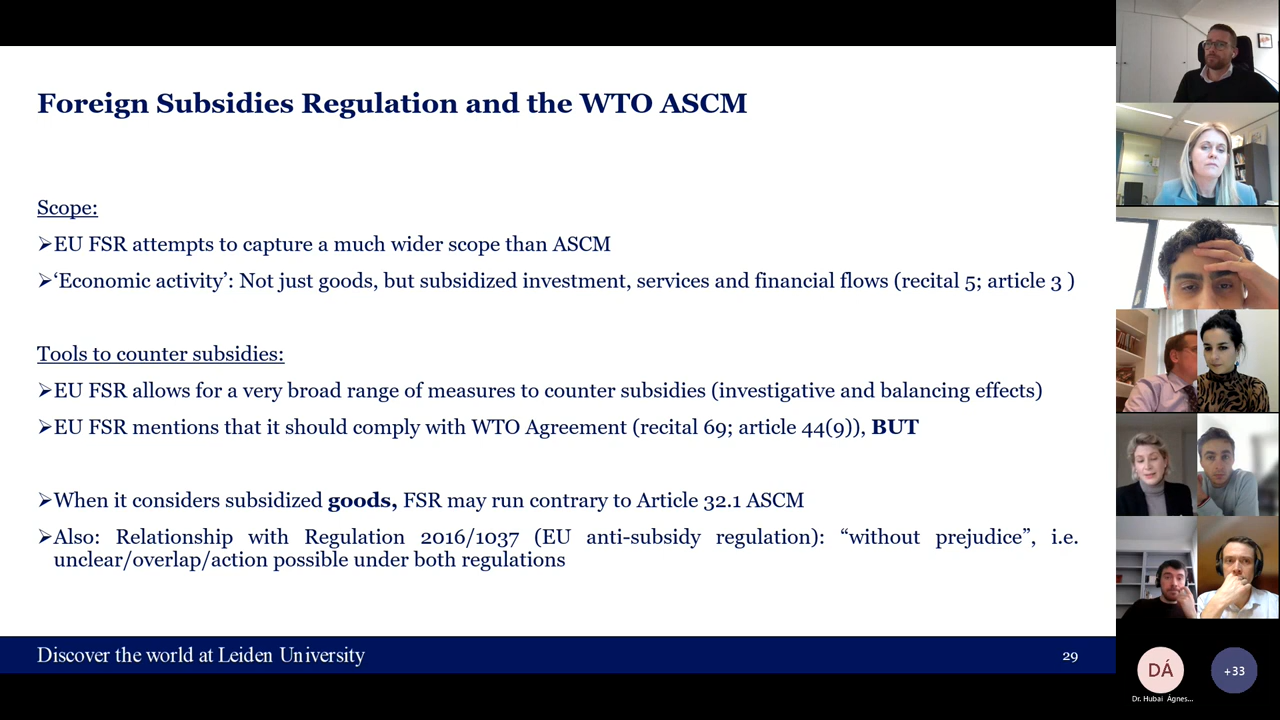 Foreign Subsidies Regulation and the WTO ASCM
Scope:
➢EU FSR attempts to capture a much wider scope than ASCM
➢‘Economic activity’: Not just goods, but subsidized investment, services and financial flows (recital 5; article 3 )
Tools to counter subsidies:
➢EU FSR allows for a very broad range of measures to counter subsidies (investigative and balancing effects)
➢EU FSR mentions that it should comply with WTO Agreement (recital 69; article 44(9)), BUT
➢When it considers subsidized goods, FSR may run contrary to Article 32.1 ASCM
➢Also: Relationship with Regulation 2016/1037 (EU anti-subsidy regulation): “without prejudice”, i.e.
unclear/overlap/action possible under both regulations
Discover the world at Leiden University
29
DÁ
+33
Dr. Hubai Ágnes...